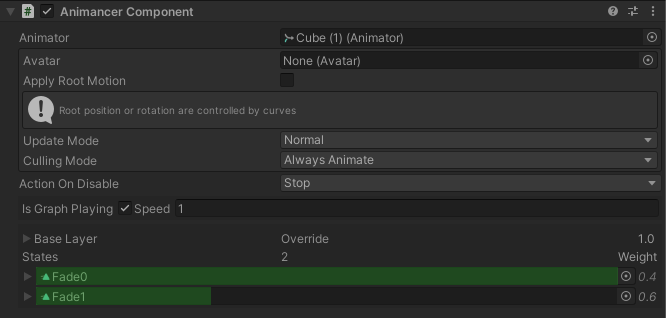 Animancer Component
Animator Cube (1) (Animator)
Avatar None (Avatar)
Apply Root Motion
Root position or rotation are controlled by curves
Update Mode Normal
Culling Mode Always Animate
Action On Disable Stop
Is Graph Playing Speed 1
Base Layer Override 1.0
States 2 Weight
Fade0 0.4
Fade1 0.6